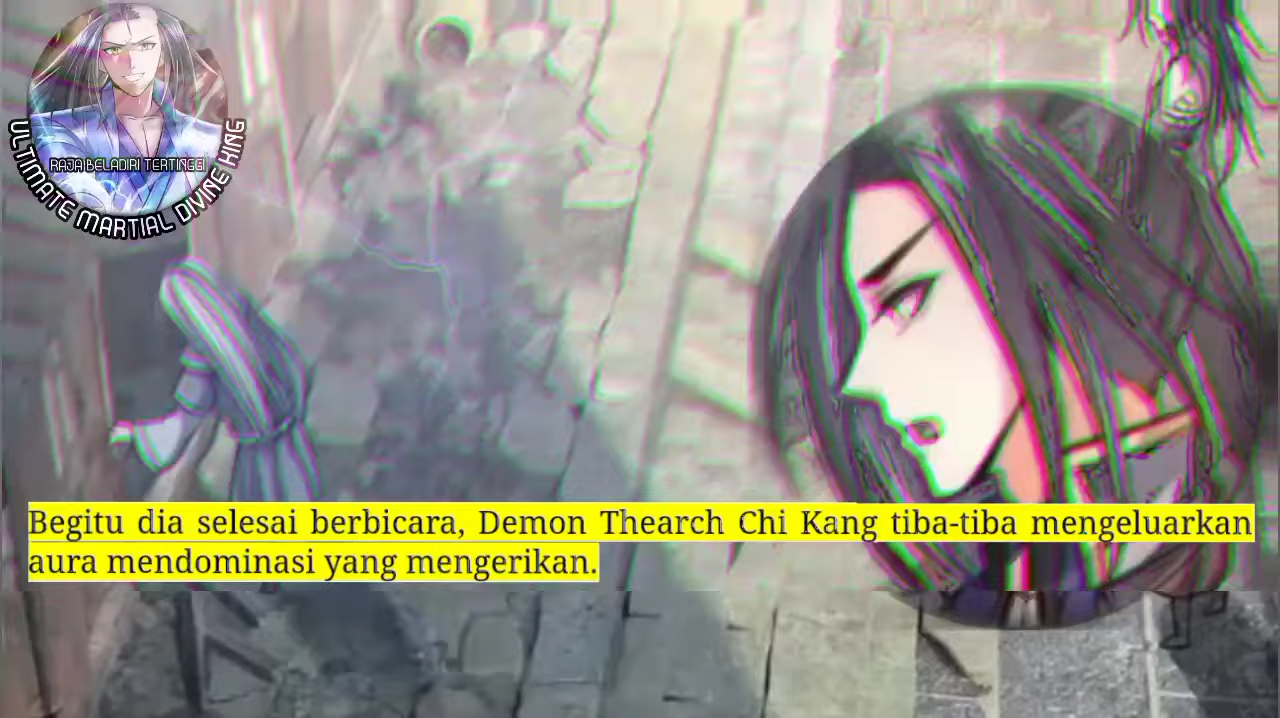 RAJA BELADIRI TERTINGGI
ULTIMATE MARTIAL DIVINE KING
Begitu dia selesai berbicara, Demon Thearch Chi Kang tiba-tiba mengeluarkan
aura mendominasi yang mengerikan.